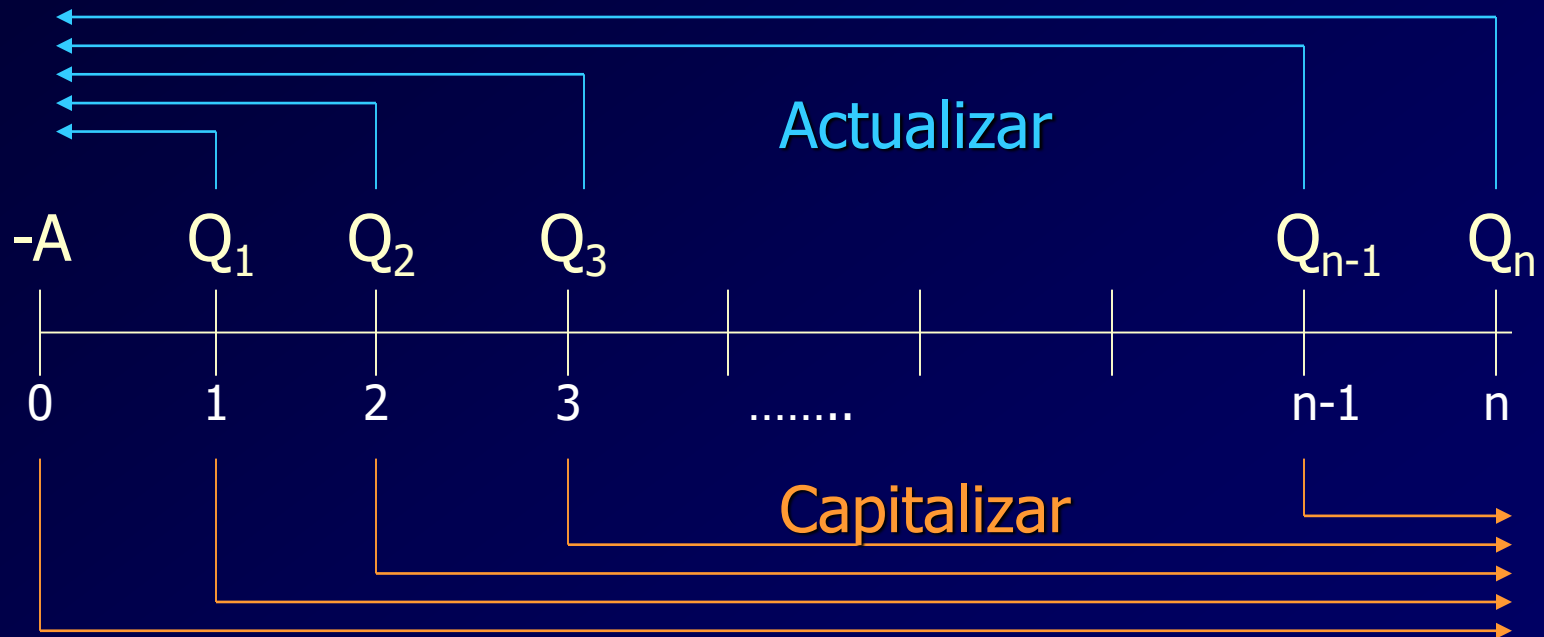 Actualizar
-A Q₁ Q₂ Q₃ Qₙ₋₁ Qₙ
0 1 2 3 …….. n-1 n
Capitalizar